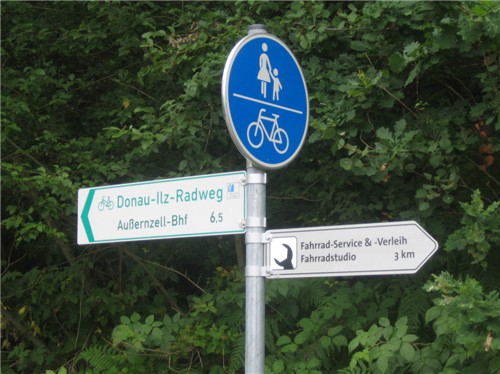 Donau-Ilz-Radweg
Außernzell-Bhf 6,5
Fahrrad-Service & -Verleih
Fahrradstudio 3 km